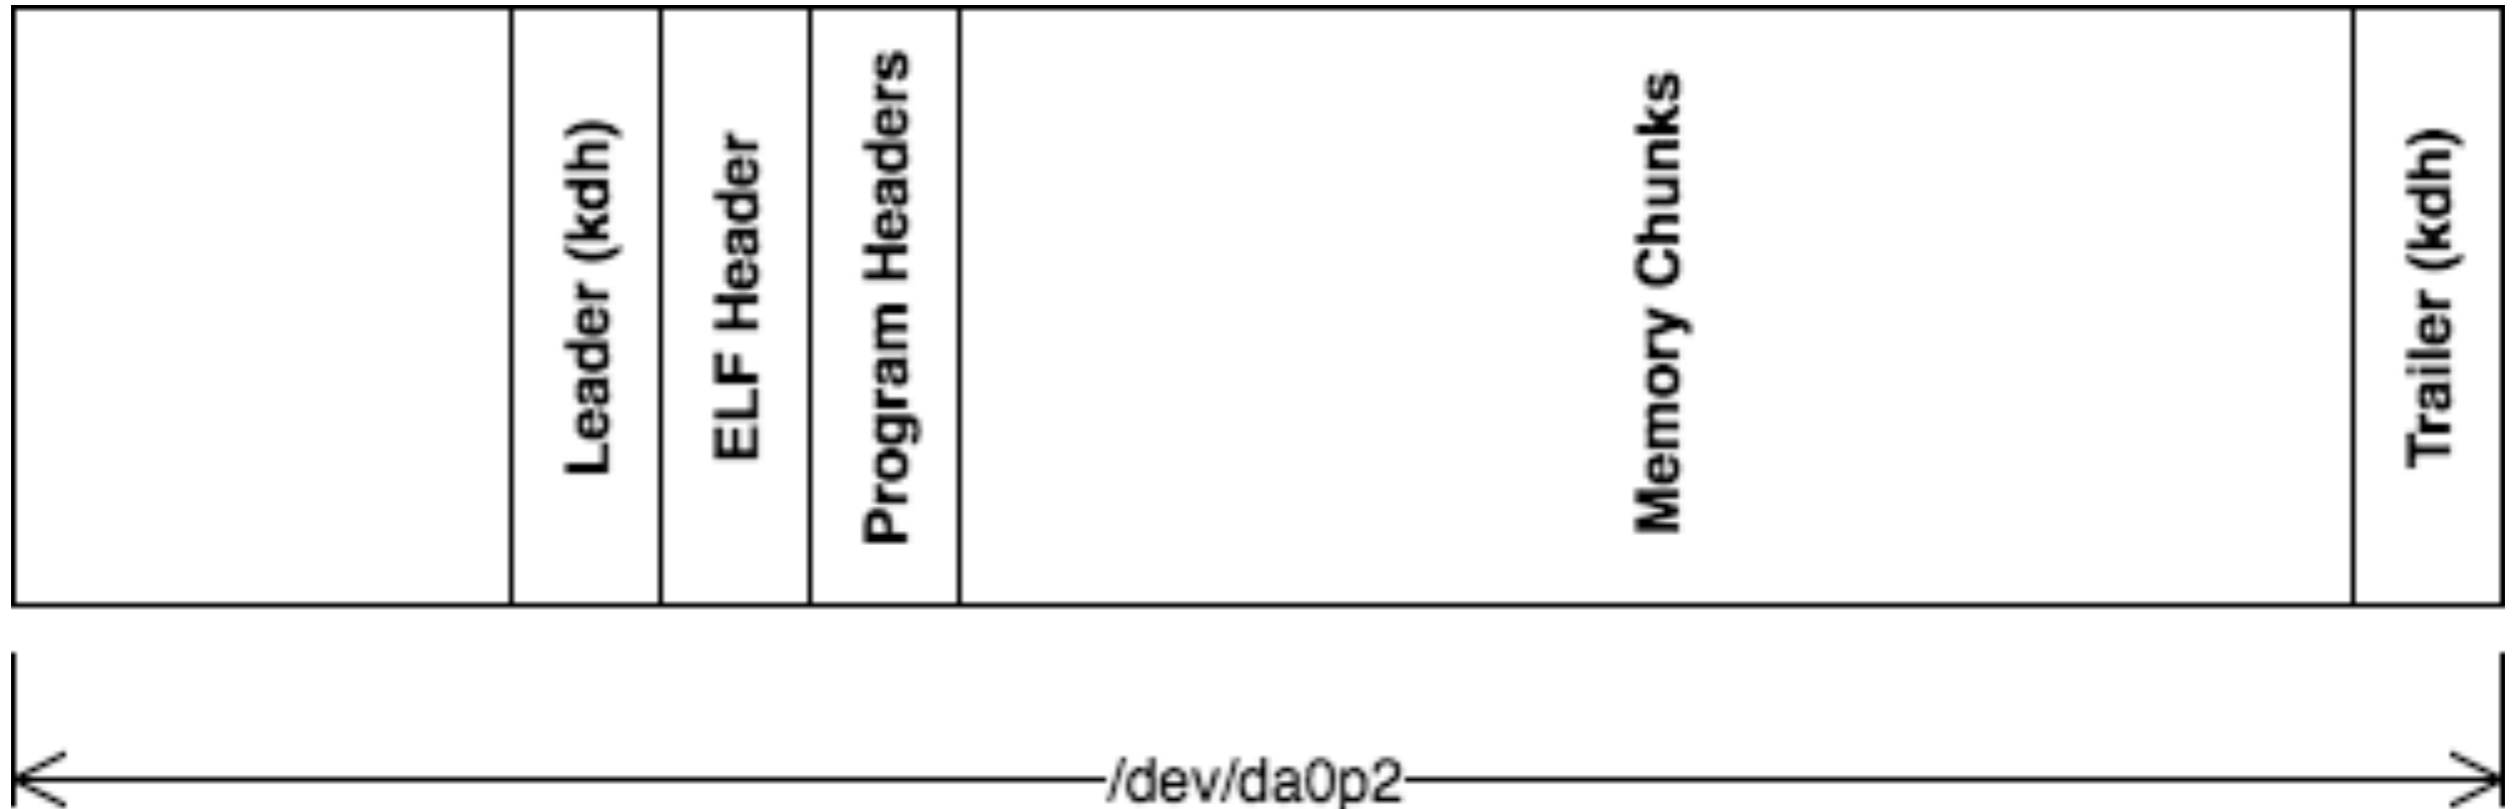 Leader (kdh)
ELF Header
Program Headers
Memory Chunks
Trailer (kdh)
/dev/da0p2